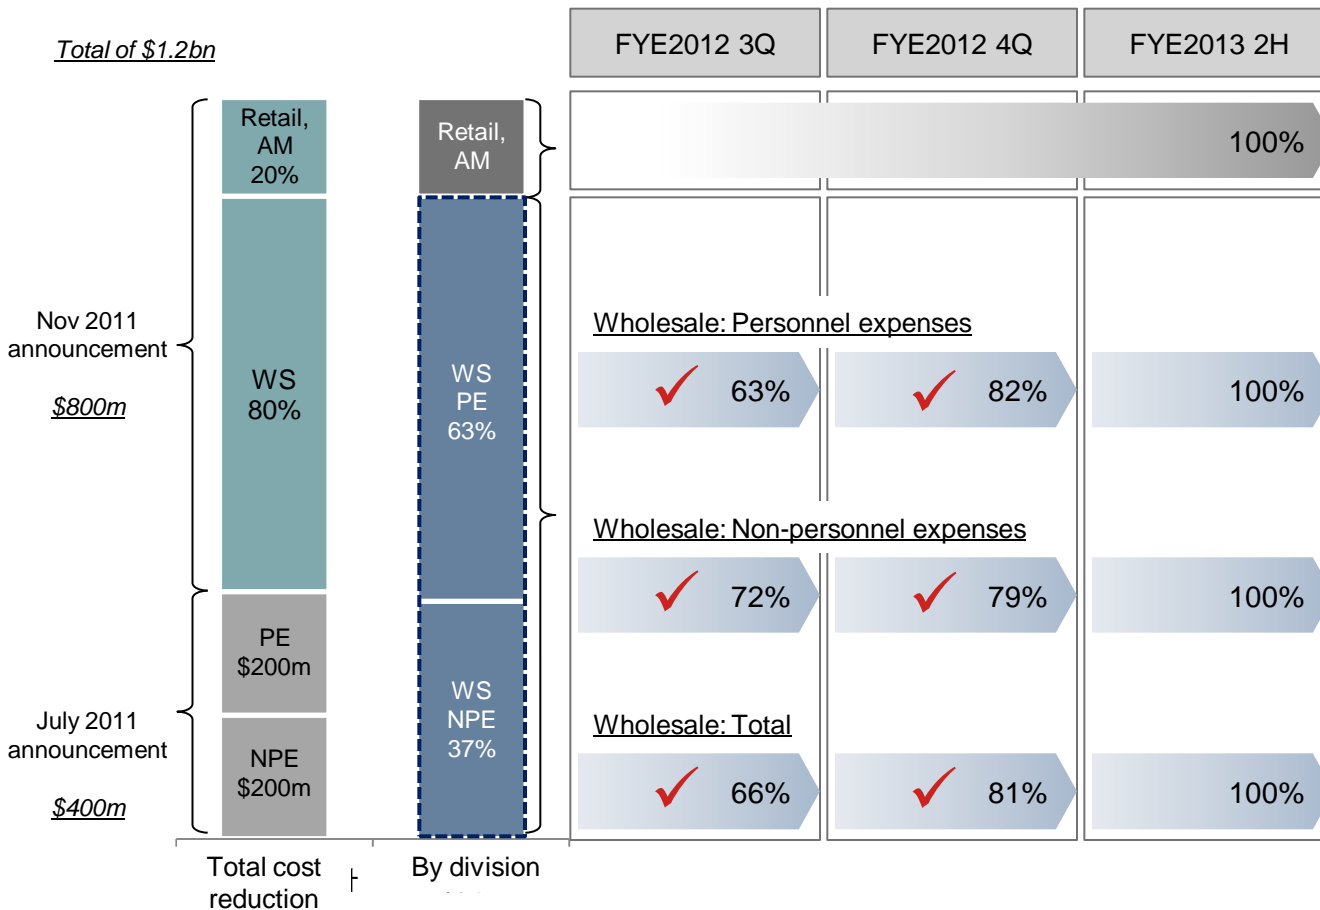 Total of $1.2bn
FYE2012 3Q
FYE2012 4Q
FYE2013 2H
Retail,
AM
20%
Retail,
AM
100%
Nov 2011
announcement
$800m
WS
80%
WS
PE
63%
Wholesale: Personnel expenses
63%
82%
100%
Wholesale: Non-personnel expenses
72%
79%
100%
July 2011
announcement
$400m
PE
$200m
NPE
$200m
WS
NPE
37%
Wholesale: Total
66%
81%
100%
Total cost
reduction
By division